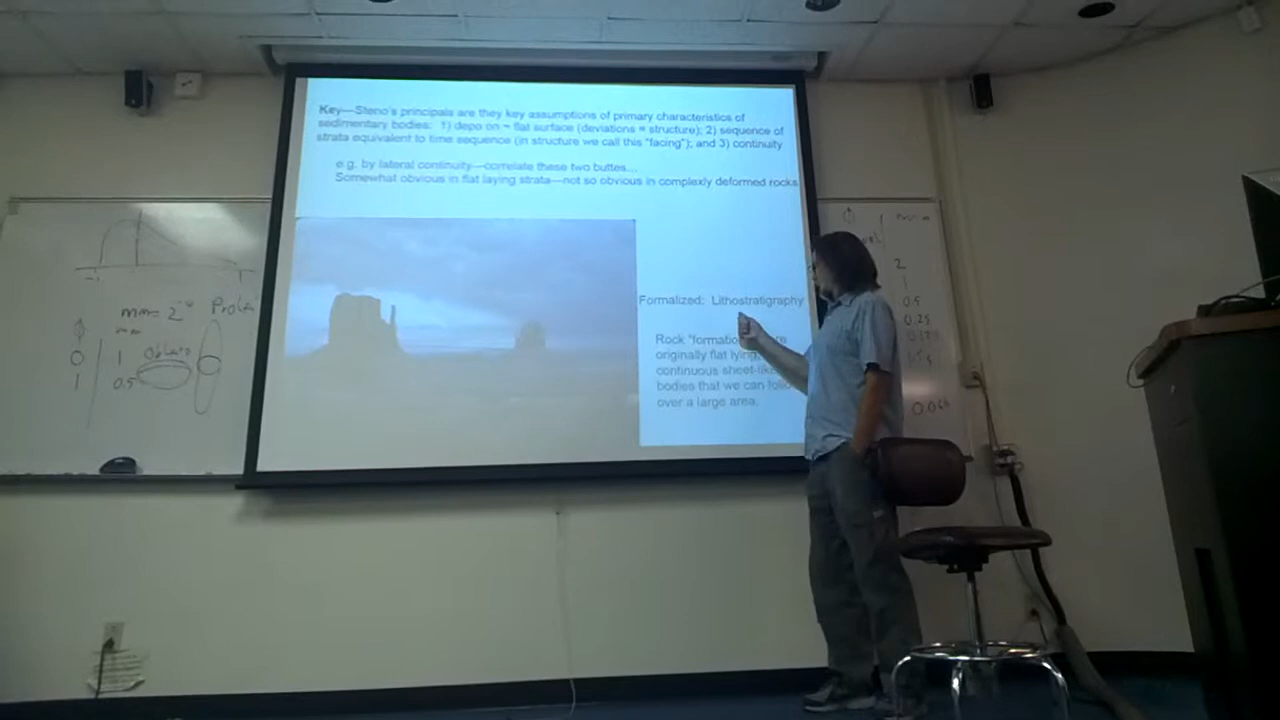 Key—Steno's principals are they key assumptions of primary characteristics of
sedimentary bodies: 1) depo on ~ flat surface (deviations = structure); 2) sequence of
strata equivalent to time sequence (in structure we call this "facing"); and 3) continuity
e.g. by lateral continuity—correlate these two buttes...
Somewhat obvious in flat laying strata—not so obvious in complexly deformed rocks
Formalized: Lithostratigraphy
Rock "formatio
originally flat lying,
continuous sheet-like
bodies that we can follo
over a large area.
mm = 2^-φ
φ mm
0 1 Oblate
1 0.5
φ
2
1
0.5
0.25